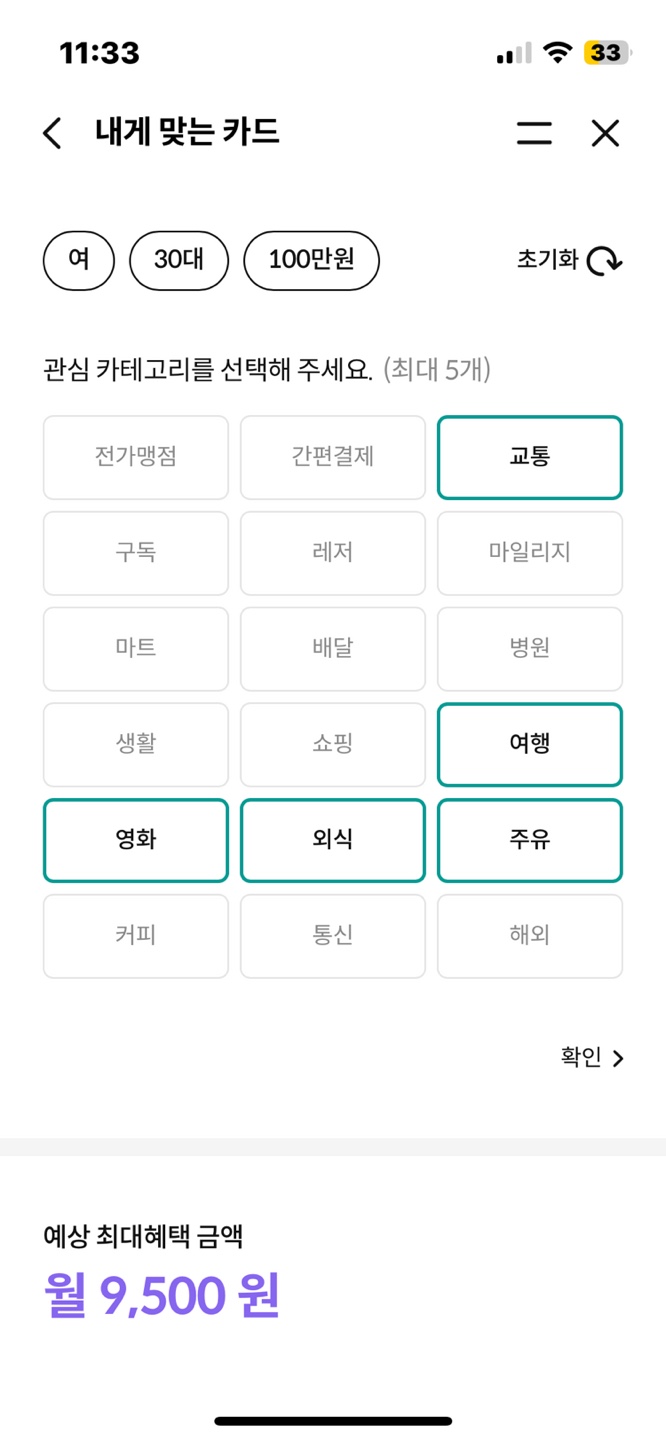 11:33
33
내게 맞는 카드
여 30대 100만원 초기화
관심 카테고리를 선택해 주세요. (최대 5개)
전가맹점 간편결제 교통
구독 레저 마일리지
마트 배달 병원
생활 쇼핑 여행
영화 외식 주유
커피 통신 해외
확인
예상 최대혜택 금액
월 9,500 원